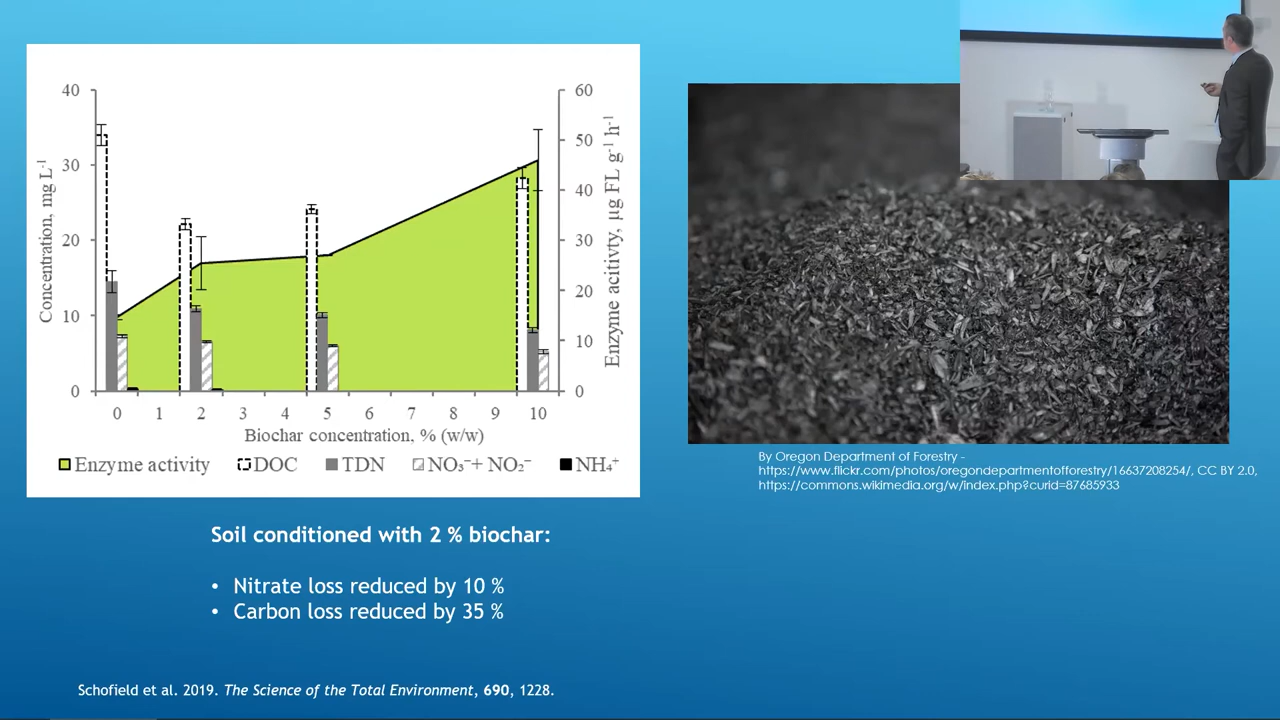 40
30
20
10
0
Concentration, mg L⁻¹
60
50
40
30
20
10
0
Enzyme acitivty, µg FL g⁻¹ h⁻¹
0 1 2 3 4 5 6 7 8 9 10
Biochar concentration, % (w/w)
Enzyme activity DOC TDN NO₃⁻+ NO₂⁻ NH₄⁺
By Oregon Department of Forestry -
https://www.flickr.com/photos/oregondepartmentofforestry/16637208254/, CC BY 2.0,
https://commons.wikimedia.org/w/index.php?curid=87685933
Soil conditioned with 2 % biochar:
• Nitrate loss reduced by 10 %
• Carbon loss reduced by 35 %
Schofield et al. 2019. The Science of the Total Environment, 690, 1228.